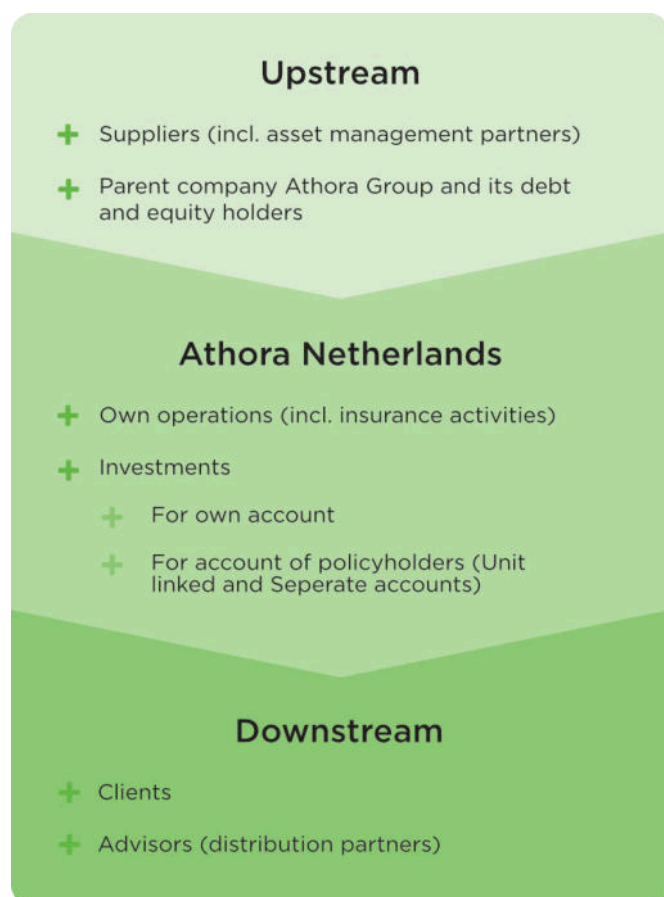 Upstream
Suppliers (incl. asset management partners)
Parent company Athora Group and its debt
and equity holders
Athora Netherlands
Own operations (incl. insurance activities)
Investments
For own account
For account of policyholders (Unit
linked and Seperate accounts)
Downstream
Clients
Advisors (distribution partners)